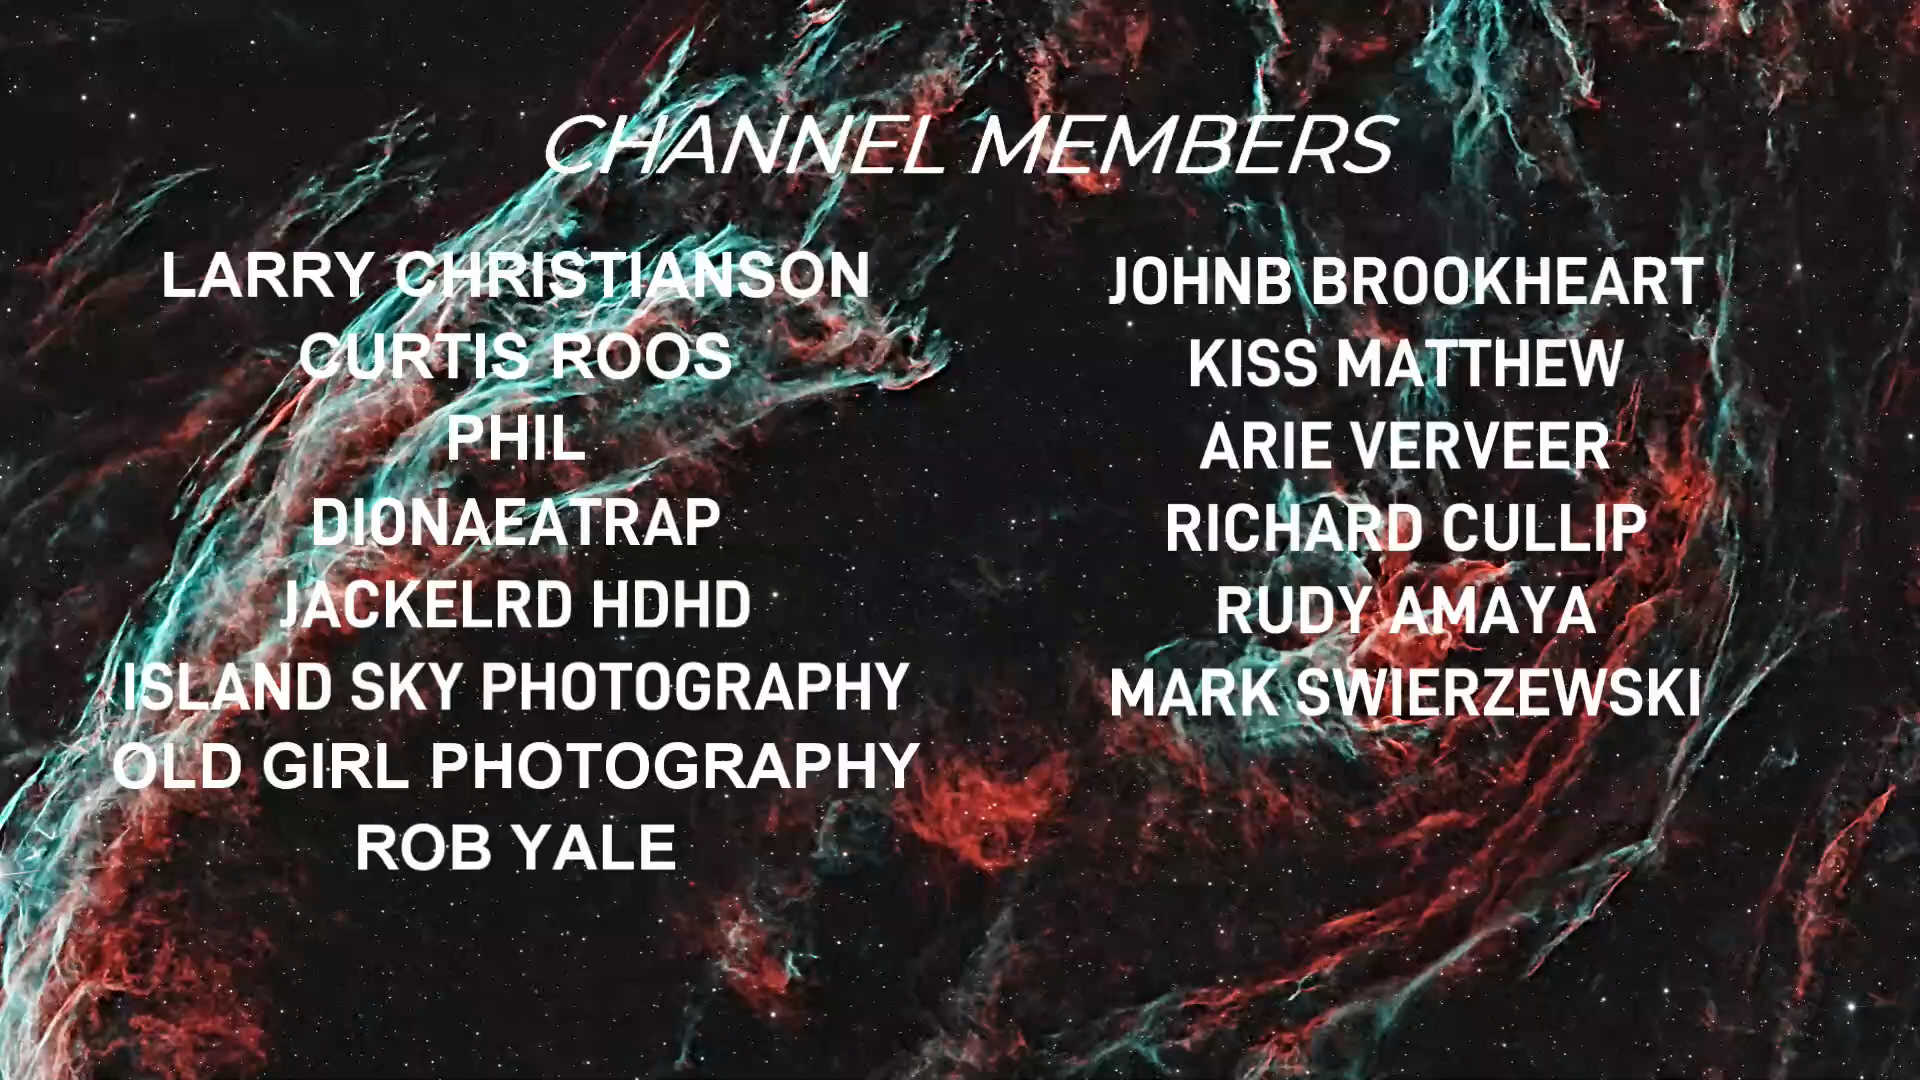 CHANNEL MEMBERS
LARRY CHRISTIANSON
CURTIS ROOS
PHIL
DIONAEATRAP
JACKELRD HDHD
ISLAND SKY PHOTOGRAPHY
OLD GIRL PHOTOGRAPHY
ROB YALE
JOHNB BROOKHEART
KISS MATTHEW
ARIE VERVEER
RICHARD CULLIP
RUDY AMAYA
MARK SWIERZEWSKI